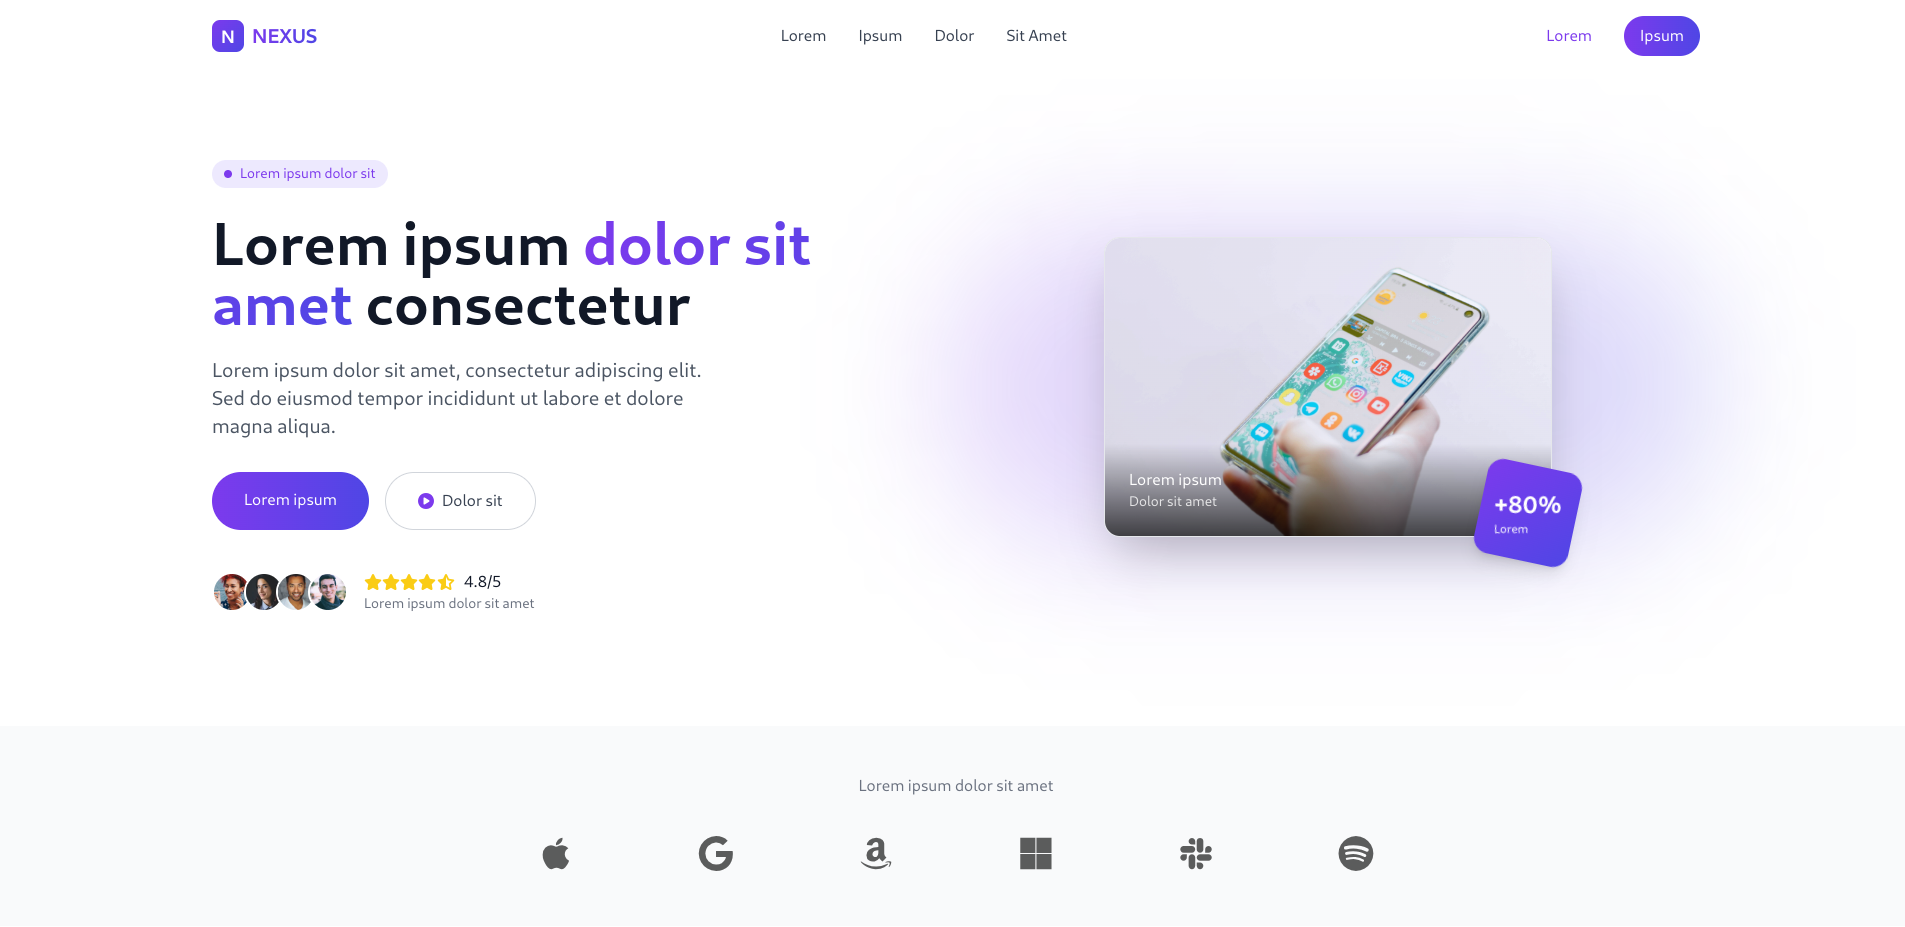 N NEXUS
Lorem Ipsum Dolor Sit Amet
Lorem Ipsum
Lorem ipsum dolor sit
Lorem ipsum dolor sit
amet consectetur
Lorem ipsum dolor sit amet, consectetur adipiscing elit.
Sed do eiusmod tempor incididunt ut labore et dolore
magna aliqua.
Lorem ipsum
Dolor sit
4.8/5
Lorem ipsum dolor sit amet
Lorem ipsum
Dolor sit amet
+80%
Lorem
Lorem ipsum dolor sit amet